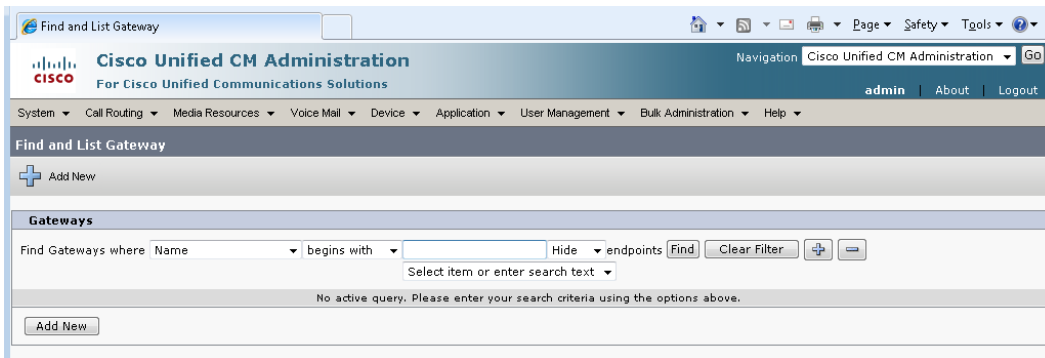 Find and List Gateway
Page Safety Tools
CISCO
Cisco Unified CM Administration
For Cisco Unified Communications Solutions
Navigation Cisco Unified CM Administration Go
admin | About | Logout
System Call Routing Media Resources Voice Mail Device Application User Management Bulk Administration Help
Find and List Gateway
Add New
Gateways
Find Gateways where Name begins with Hide endpoints Find Clear Filter
Select item or enter search text
No active query. Please enter your search criteria using the options above.
Add New